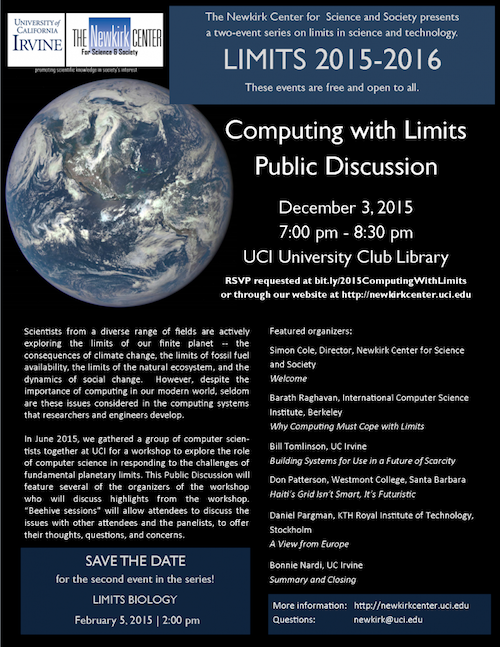 UNIVERSITY of
CALIFORNIA
IRVINE
THE Newkirk CENTER
For Science & Society
promoting scientific knowledge in society's interest
The Newkirk Center for Science and Society presents
a two-event series on limits in science and technology.
LIMITS 2015-2016
These events are free and open to all.
Computing with Limits
Public Discussion
December 3, 2015
7:00 pm - 8:30 pm
UCI University Club Library
RSVP requested at bit.ly/2015ComputingWithLimits
or through our website at http://newkirkcenter.uci.edu
Scientists from a diverse range of fields are actively
exploring the limits of our finite planet -- the
consequences of climate change, the limits of fossil fuel
availability, the limits of the natural ecosystem, and the
dynamics of social change. However, despite the
importance of computing in our modern world, seldom
are these issues considered in the computing systems
that researchers and engineers develop.
In June 2015, we gathered a group of computer scien-
tists together at UCI for a workshop to explore the role
of computer science in responding to the challenges of
fundamental planetary limits. This Public Discussion will
feature several of the organizers of the workshop
who will discuss highlights from the workshop.
"Beehive sessions" will allow attendees to discuss the
issues with other attendees and the panelists, to offer
their thoughts, questions, and concerns.
SAVE THE DATE
for the second event in the series!
LIMITS BIOLOGY
February 5, 2015 | 2:00 pm
Featured organizers:
Simon Cole, Director, Newkirk Center for Science
and Society
Welcome
Barath Raghavan, International Computer Science
Institute, Berkeley
Why Computing Must Cope with Limits
Bill Tomlinson, UC Irvine
Building Systems for Use in a Future of Scarcity
Don Patterson, Westmont College, Santa Barbara
Haiti's Grid Isn't Smart, It's Futuristic
Daniel Pargman, KTH Royal Institute of Technology,
Stockholm
A View from Europe
Bonnie Nardi, UC Irvine
Summary and Closing
More information: http://newkirkcenter.uci.edu
Questions: newkirk@uci.edu